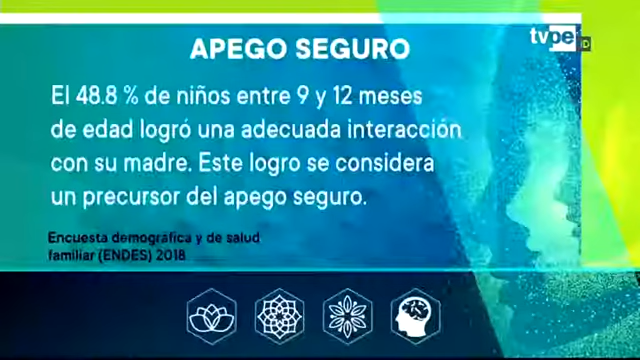 tvpe
APEGO SEGURO
El 48.8 % de niños entre 9 y 12 meses
de edad logró una adecuada interacción
con su madre. Este logro se considera
un precursor del apego seguro.
Encuesta demográfica y de salud
familiar (ENDES) 2018